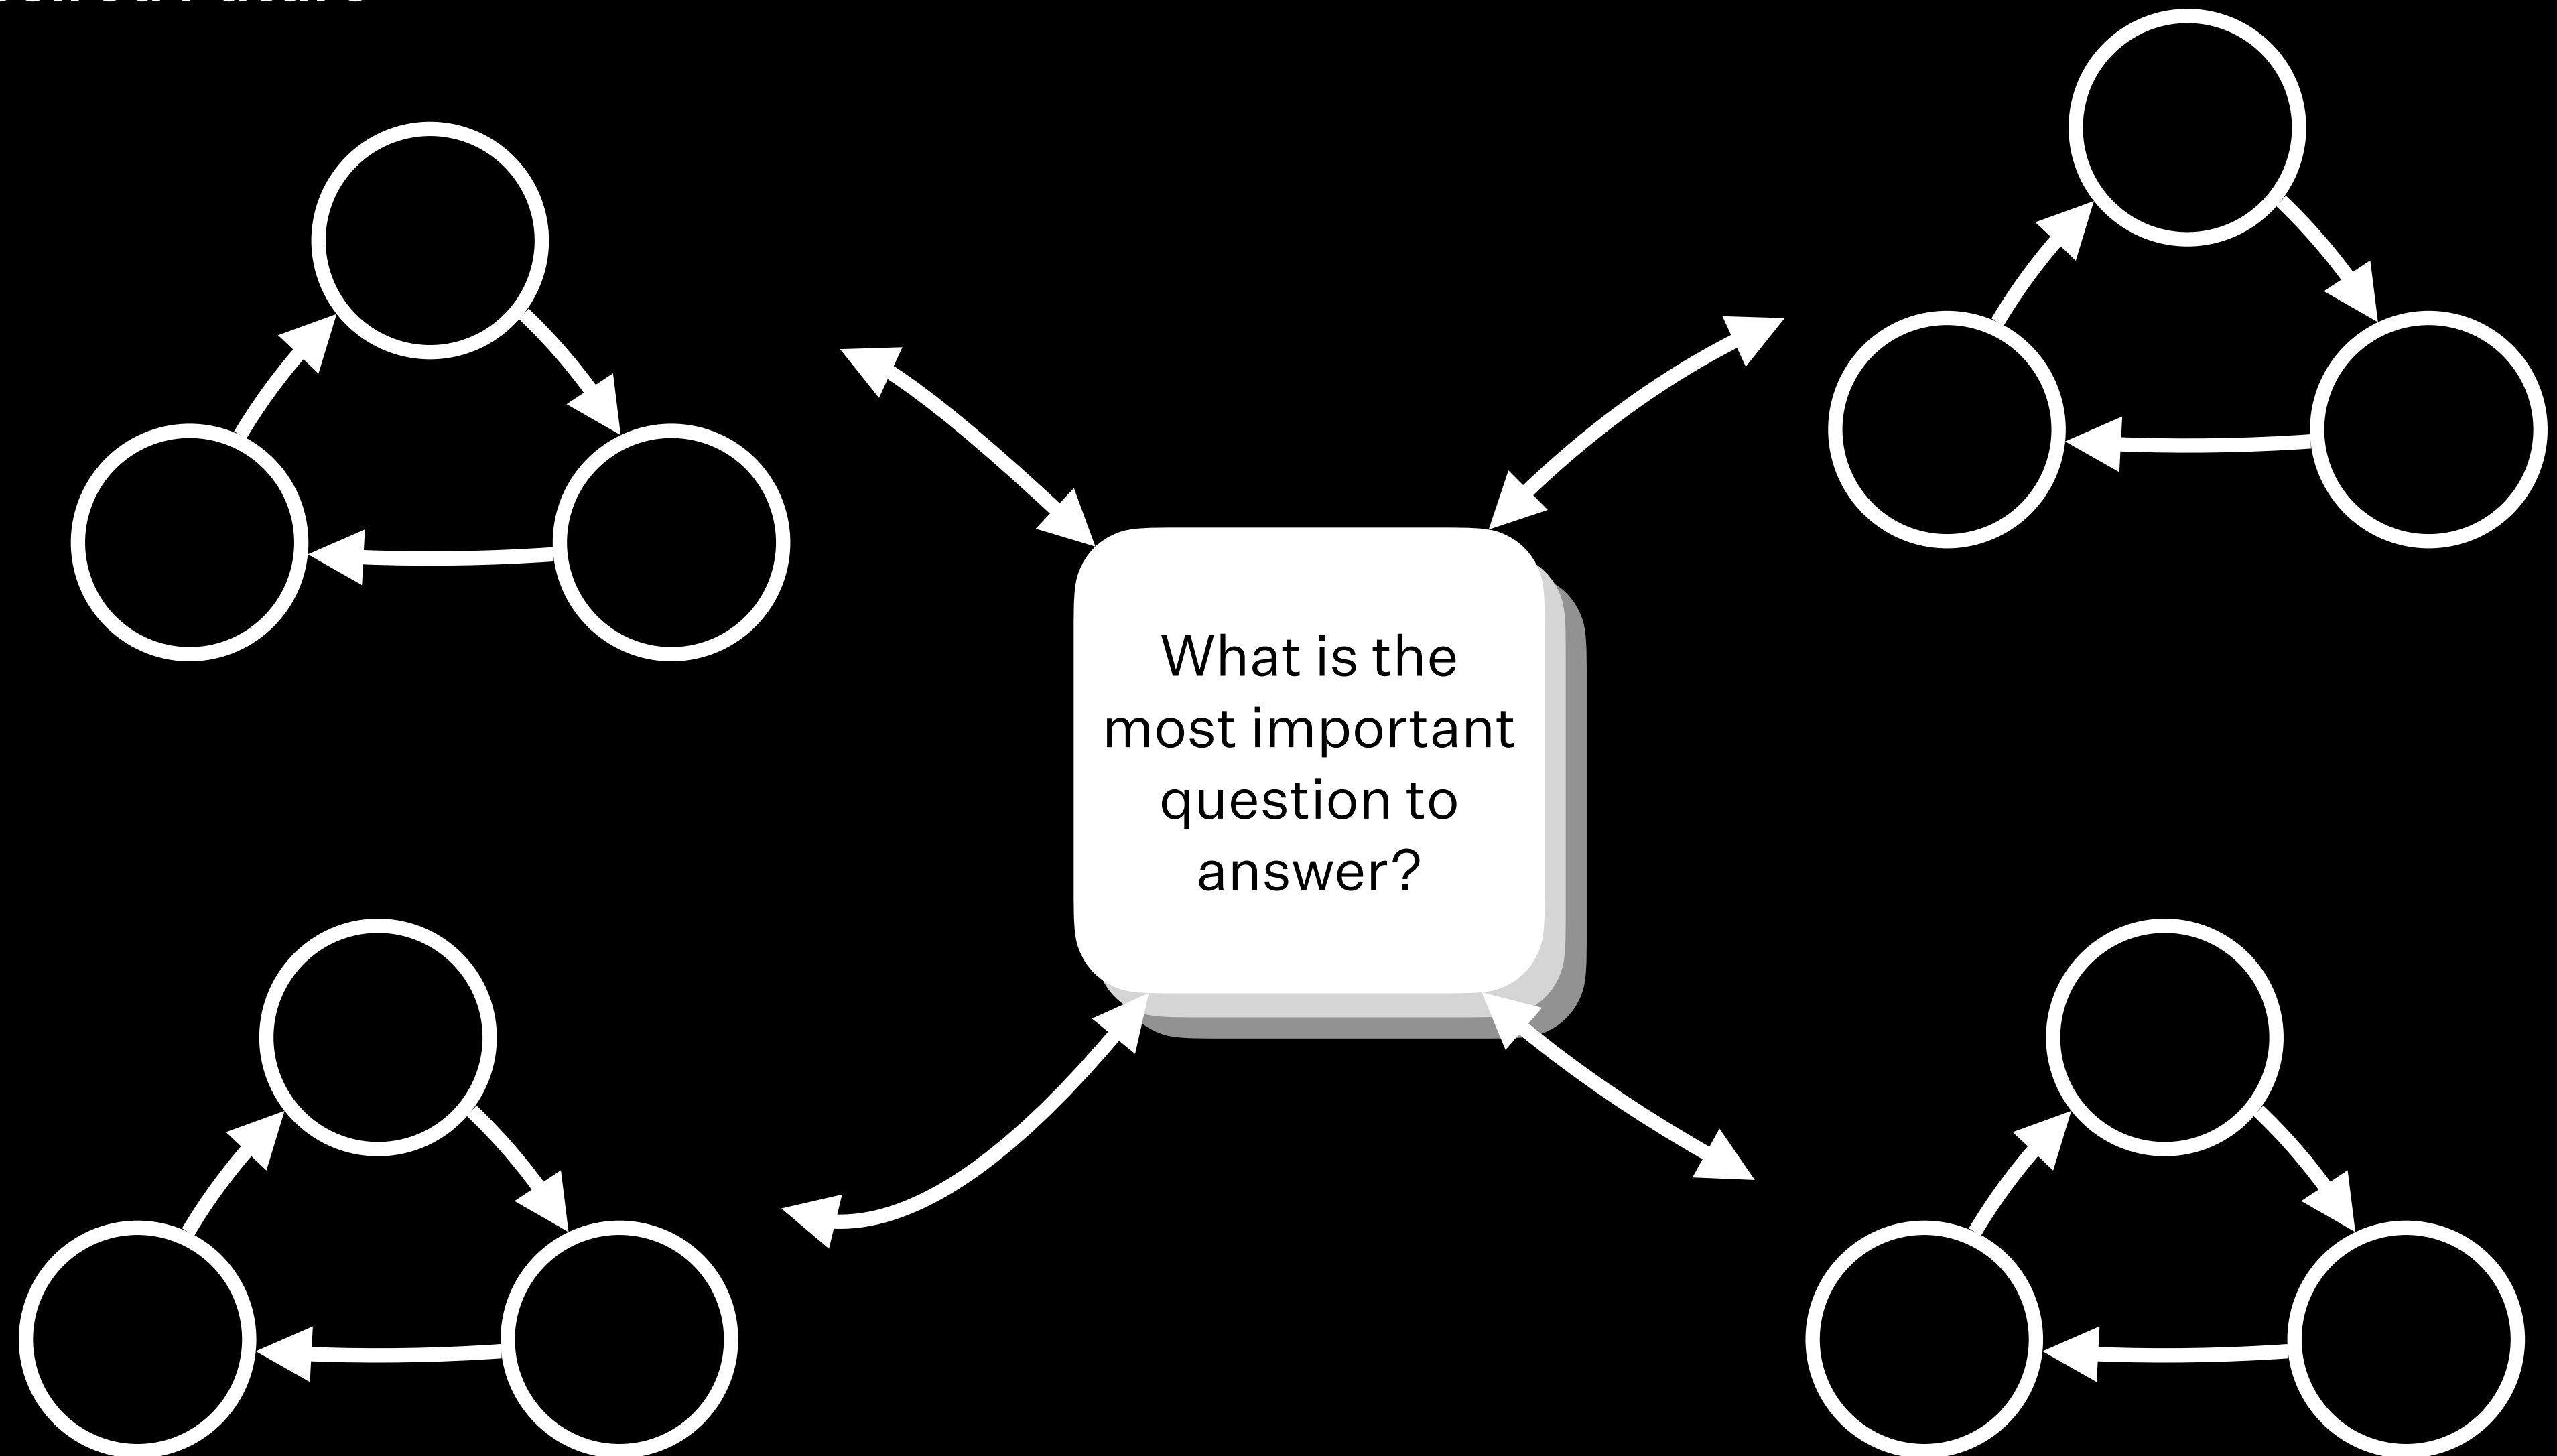 What is the
most important
question to
answer?